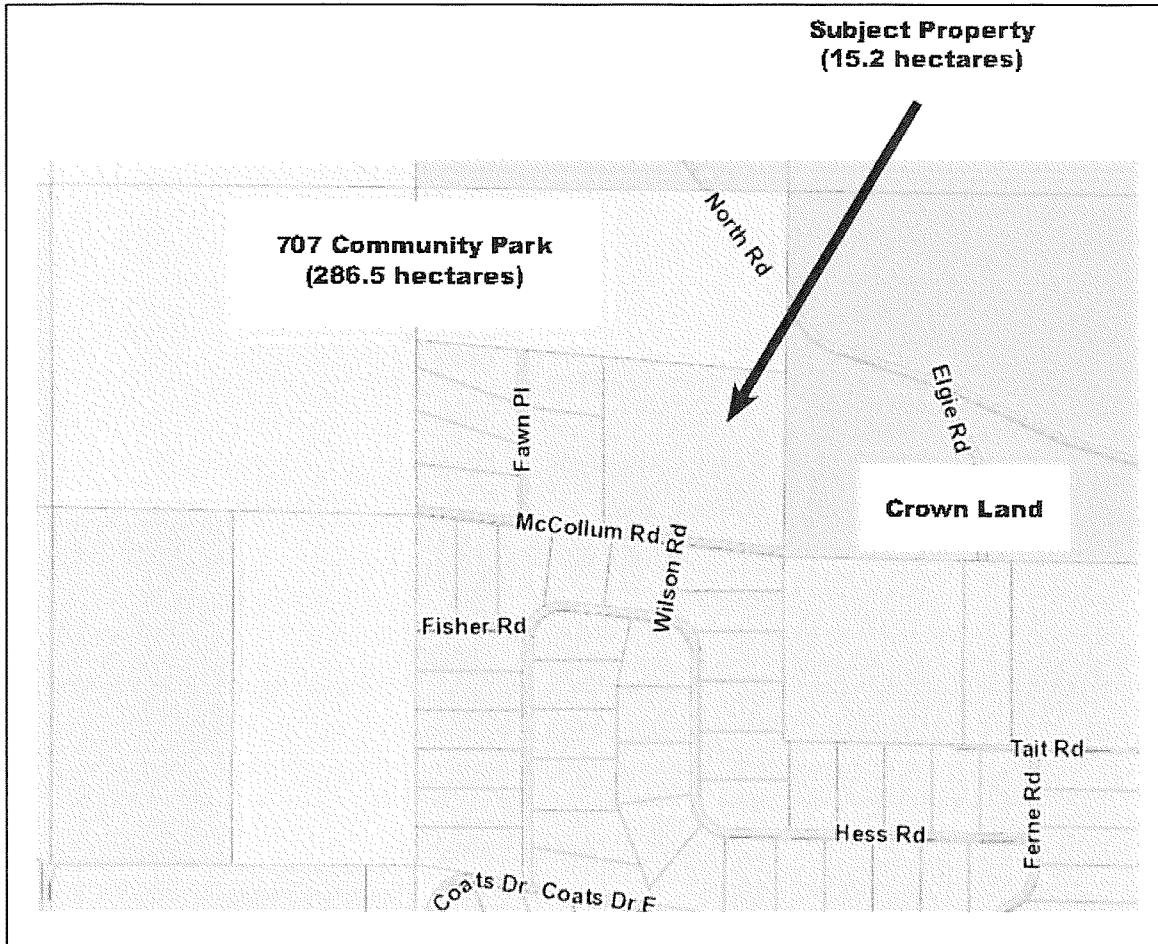 Subject Property
(15.2 hectares)
North Rd
707 Community Park
(286.5 hectares)
Elgie Rd
Fawn Pl
Crown Land
McCollum Rd
Wilson Rd
Fisher Rd
Tait Rd
Ferne Rd
Hess Rd
Coats Dr
Coats Dr E